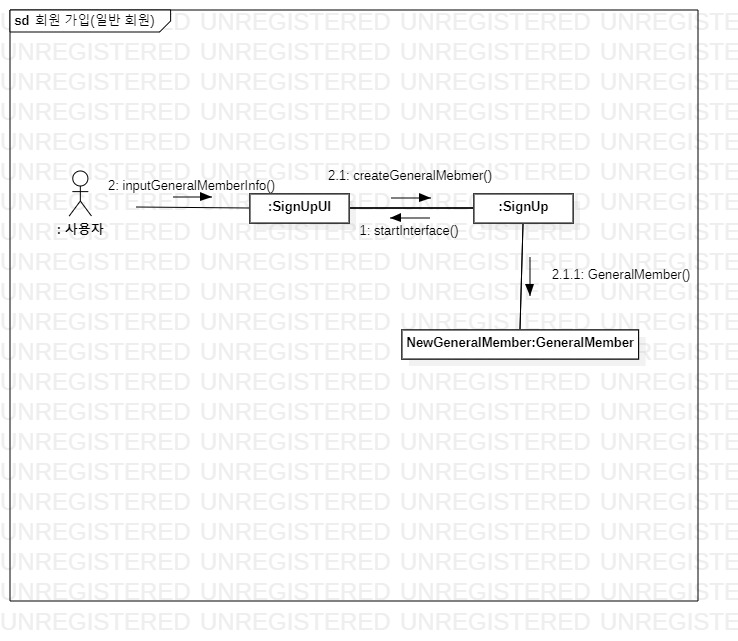 sd 회원 가입(일반 회원)
2.1: createGeneralMebmer()
2: inputGeneralMemberInfo()
:SignUpUI
:SignUp
: 사용자
1: startInterface()
2.1.1: GeneralMember()
NewGeneralMember:GeneralMember
UNREGISTERED UNREGISTERED UNREGISTERED UNREGISTERED